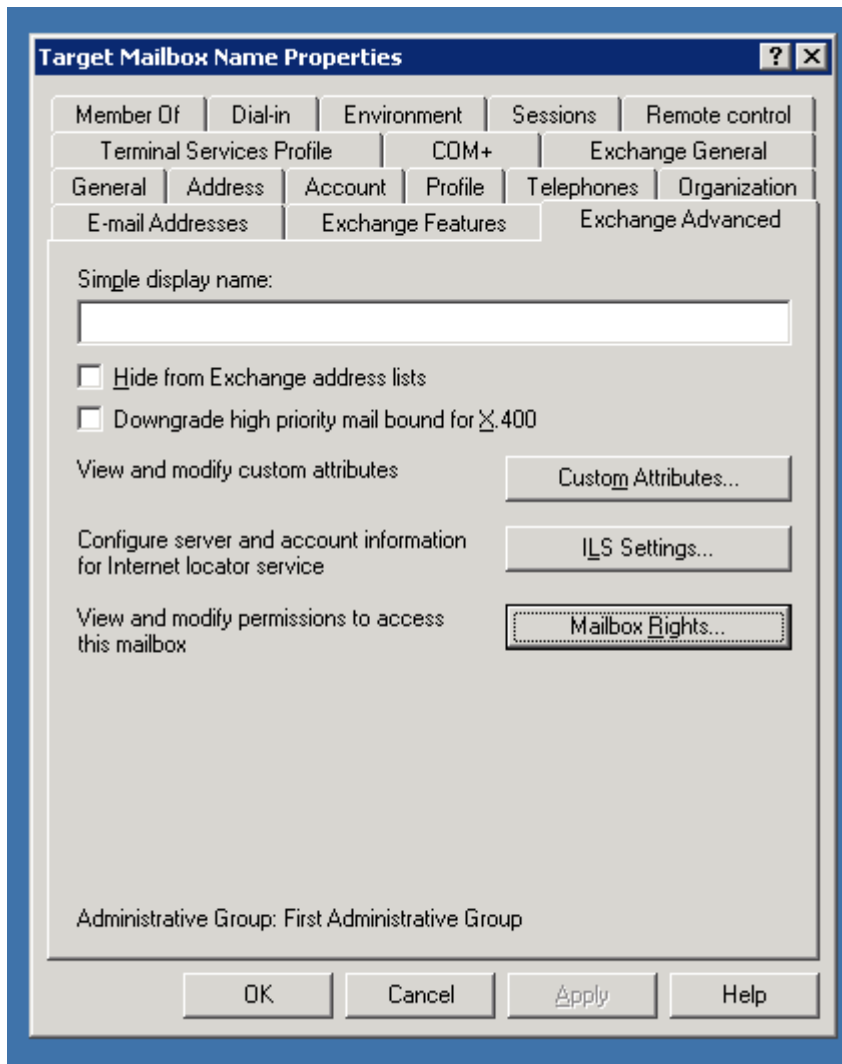 Target Mailbox Name Properties
Member Of Dial-in Environment Sessions Remote control
Terminal Services Profile COM+ Exchange General
General Address Account Profile Telephones Organization
E-mail Addresses Exchange Features Exchange Advanced
Simple display name:
Hide from Exchange address lists
Downgrade high priority mail bound for X.400
View and modify custom attributes
Custom Attributes...
Configure server and account information
for Internet locator service
ILS Settings...
View and modify permissions to access
this mailbox
Mailbox Rights...
Administrative Group: First Administrative Group
OK Cancel Apply Help